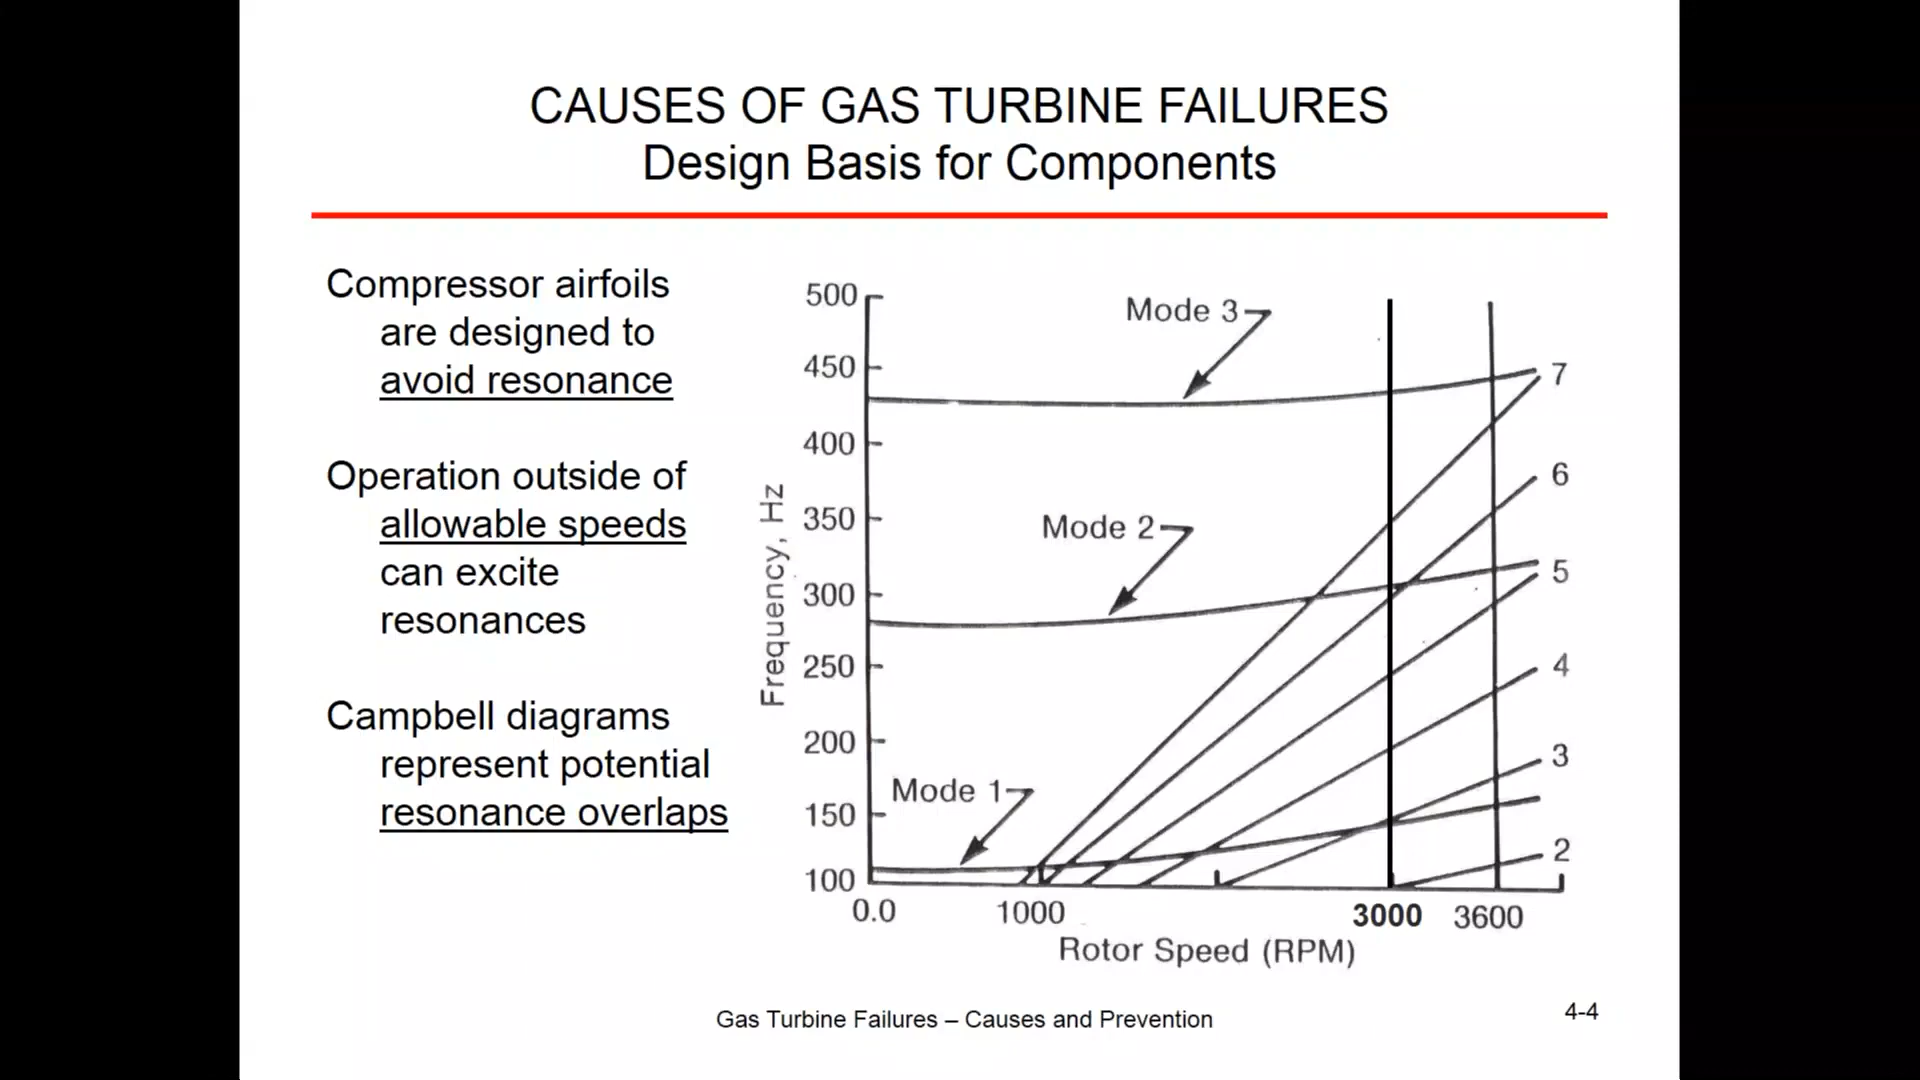 CAUSES OF GAS TURBINE FAILURES
Design Basis for Components
Compressor airfoils
are designed to
avoid resonance
Operation outside of
allowable speeds
can excite
resonances
Campbell diagrams
represent potential
resonance overlaps
Frequency, Hz
500
450
400
350
300
250
200
150
100
Mode 3
Mode 2
Mode 1
7
6
5
4
3
2
0.0
1000
3000
3600
Rotor Speed (RPM)
Gas Turbine Failures – Causes and Prevention
4-4